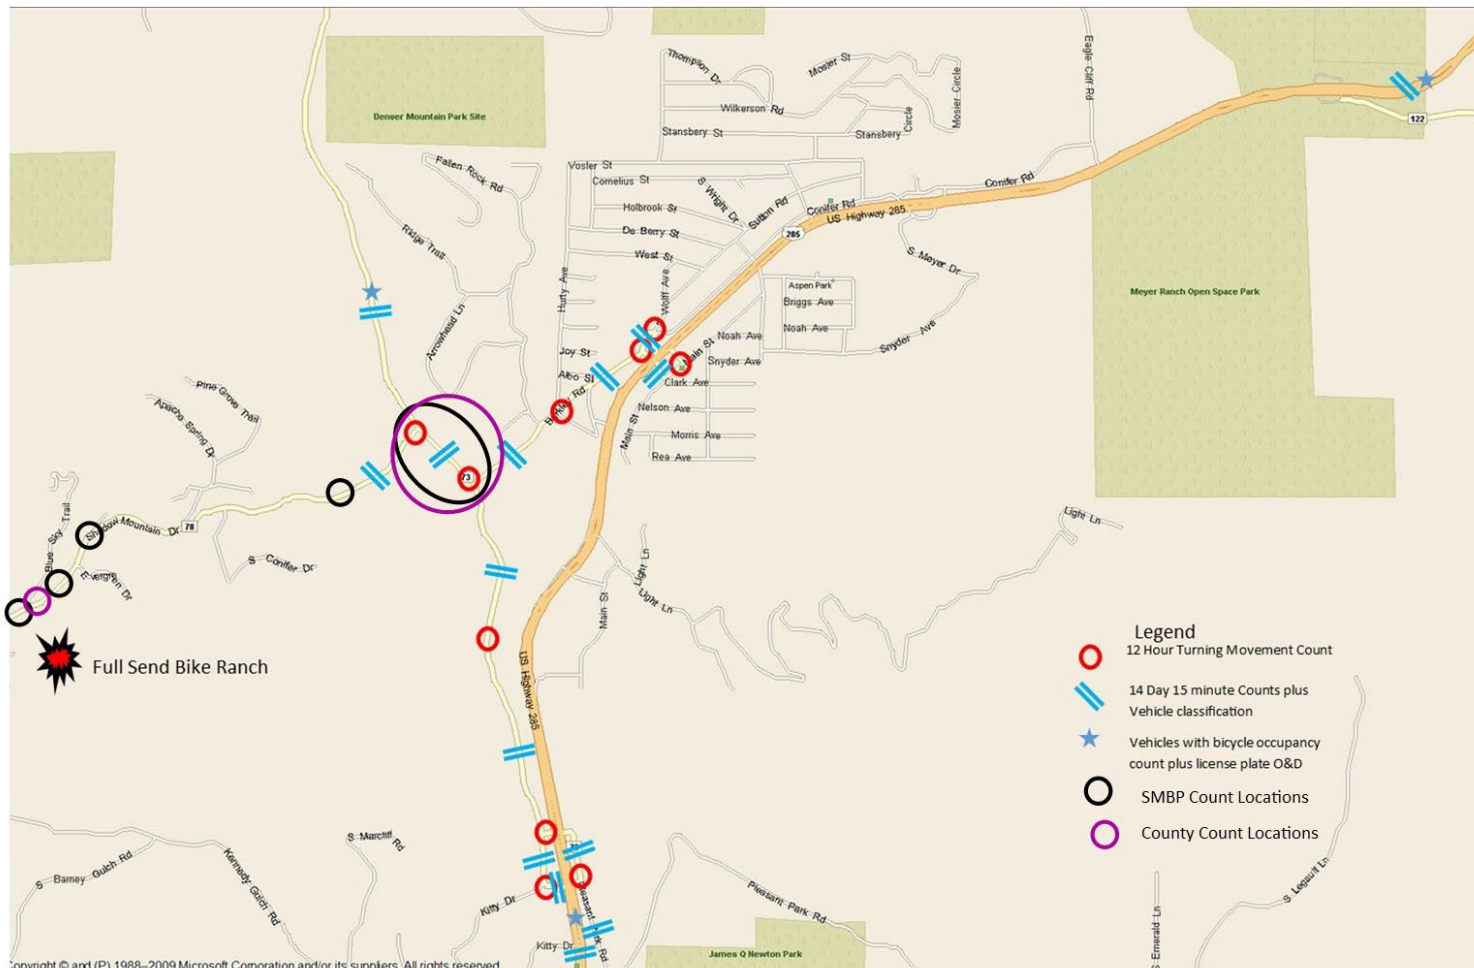 Thompson Dr
Moster St
Eagle Cliff Rd
Mosier Circle
Denver Mountain Park Site
Wilkerson Rd
Circle
122
Stansbery St
Stansbery
Vosler St
Fallen Rock Rd
Cornelius St
S Wright Dr
Conifer Rd
Holbrook St
Sutton Rd
Conifer Rd
US Highway 285
De Berry St
285
Ridge Trail
West St
S Meyer Dr
Hurty Ave
Wolff Ave
Aspen Park
Meyer Ranch Open Space Park
Briggs Ave
Arrowhead Ln
Noah Ave
Noah Ave
Snyder Ave
Joy St
Main St
Snyder Ave
Clark Ave
Pine Grove Trail
Apache Spring Dr
Nelson Ave
Main St
Morris Ave
Rea Ave
73
Blue Sky Trail
Shadow Mountain Dr
78
Light Ln
S Conifer Dr
Evergreen Dr
Light Ln
Light Ln
Main St
Full Send Bike Ranch
US Highway 285
Legend
12 Hour Turning Movement Count
14 Day 15 minute Counts plus
Vehicle classification
Vehicles with bicycle occupancy
count plus license plate O&D
SMBP Count Locations
County Count Locations
S Marcliff Rd
S Barney Gulch Rd
Kennedy Gulch Rd
Kitty Dr
Pleasant Park Rd
S Legault Ln
S Emerald Ln
Kitty Dr
James Q Newton Park
Copyright © and (P) 1988–2009 Microsoft Corporation and/or its suppliers. All rights reserved.